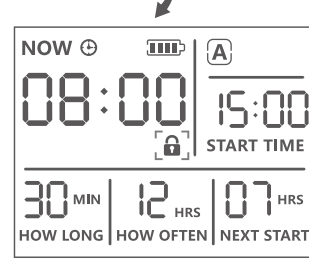 NOW
A
08:00
15:00
START TIME
30 MIN
12 HRS
07 HRS
HOW LONG
HOW OFTEN
NEXT START